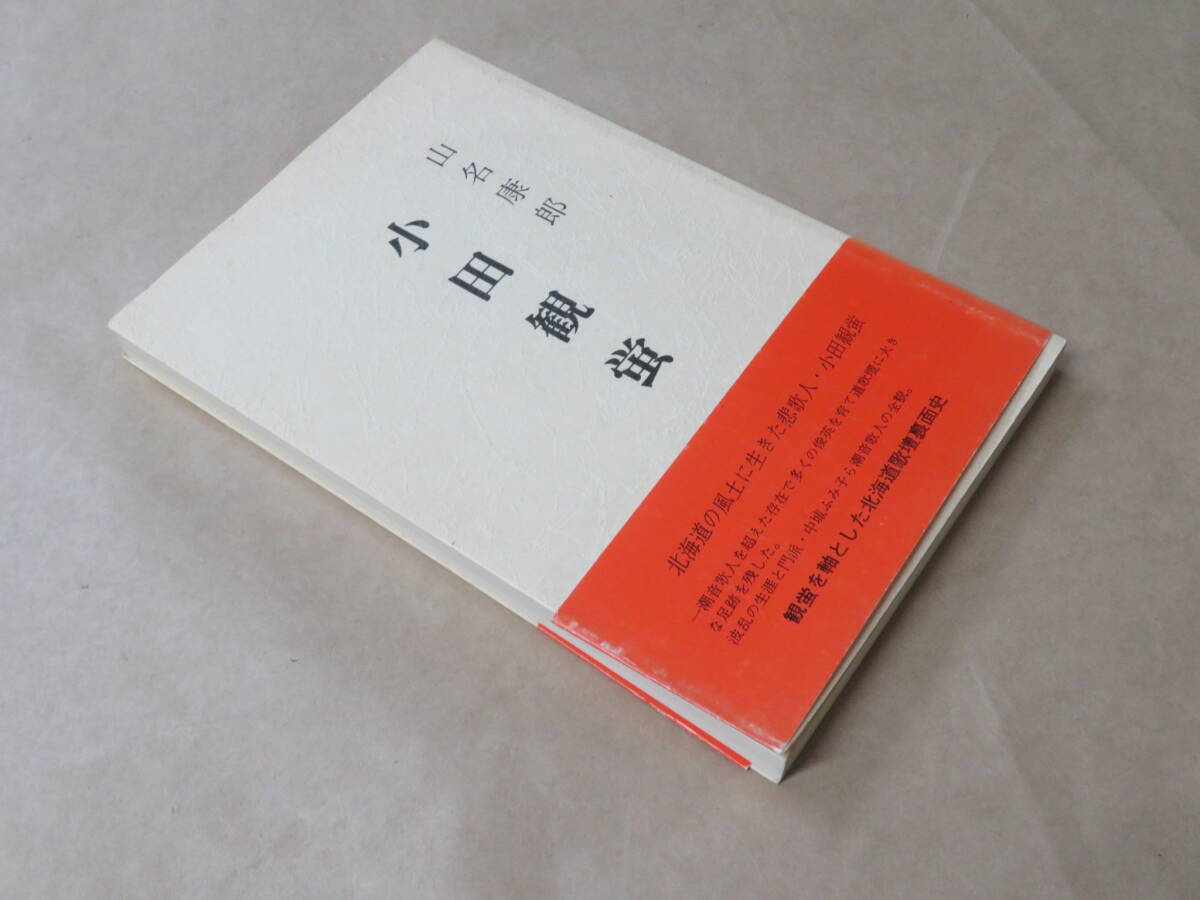 山名康郎
小田観蛍
北海道の風土に生きた悲歌人・小田観蛍
一潮音歌人を超えた存在で多くの俊英を育て道歌壇に大き
な足跡を残した。
波乱の生涯と門派・中城ふみ子ら潮音歌人の全貌。
観蛍を軸とした北海道歌壇裏面史